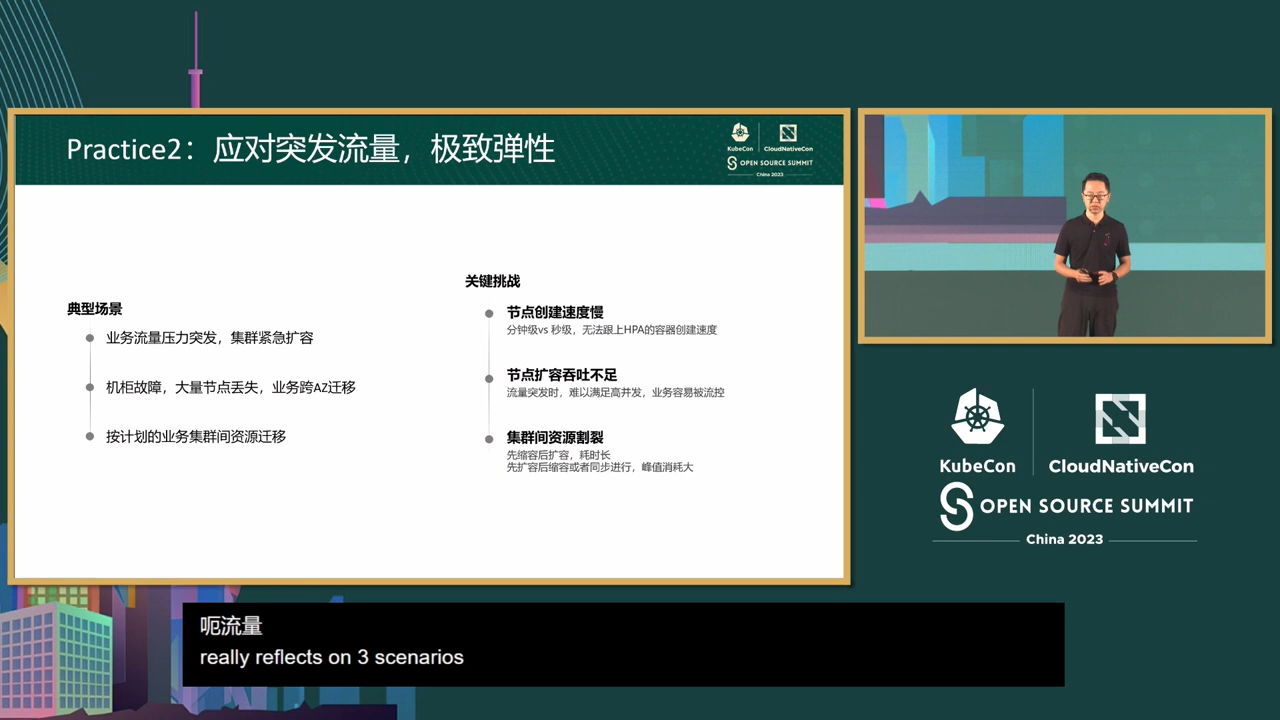 Practice2：应对突发流量，极致弹性
KubeCon
CloudNativeCon
OPEN SOURCE SUMMIT
China 2023
典型场景
业务流量压力突发，集群紧急扩容
机柜故障，大量节点丢失，业务跨AZ迁移
按计划的业务集群间资源迁移
关键挑战
节点创建速度慢
分钟级vs 秒级，无法跟上HPA的容器创建速度
节点扩容吞吐不足
流量突发时，难以满足高并发，业务容易被流控
集群间资源割裂
先缩容后扩容，耗时长
先扩容后缩容或者同步进行，峰值消耗大
KubeCon
CloudNativeCon
OPEN SOURCE SUMMIT
China 2023
呃流量
really reflects on 3 scenarios